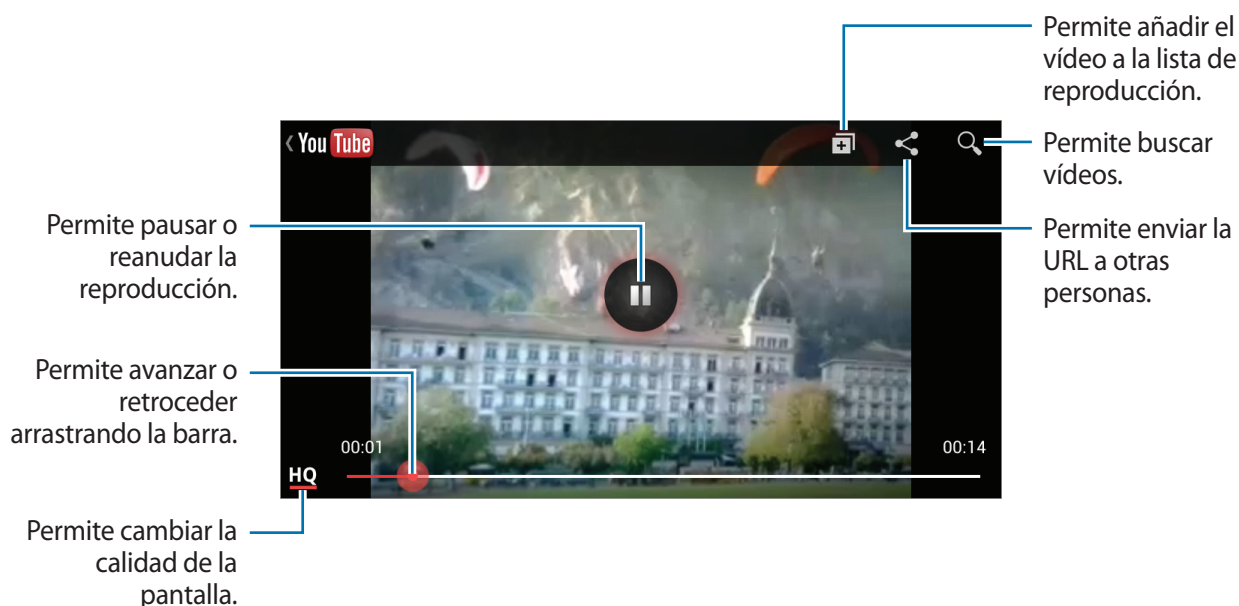 Permite añadir el
vídeo a la lista de
reproducción.
You Tube
Permite buscar
vídeos.
Permite enviar la
URL a otras
personas.
Permite pausar o
reanudar la
reproducción.
Permite avanzar o
retroceder
arrastrando la barra.
00:01
00:14
HQ
Permite cambiar la
calidad de la
pantalla.